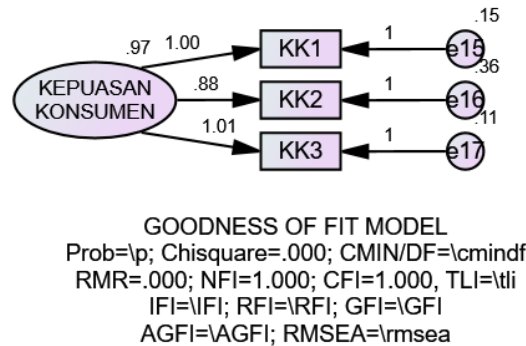 .15
.97 1.00 KK1 1 e15
.36
KEPUASAN
KONSUMEN
.88 KK2 1 e16
.11
1.01 KK3 1 e17
GOODNESS OF FIT MODEL
Prob=\p; Chisquare=.000; CMIN/DF=\cmindf
RMR=.000; NFI=1.000; CFI=1.000, TLI=\tli
IFI=\IFI; RFI=\RFI; GFI=\GFI
AGFI=\AGFI; RMSEA=\rmsea